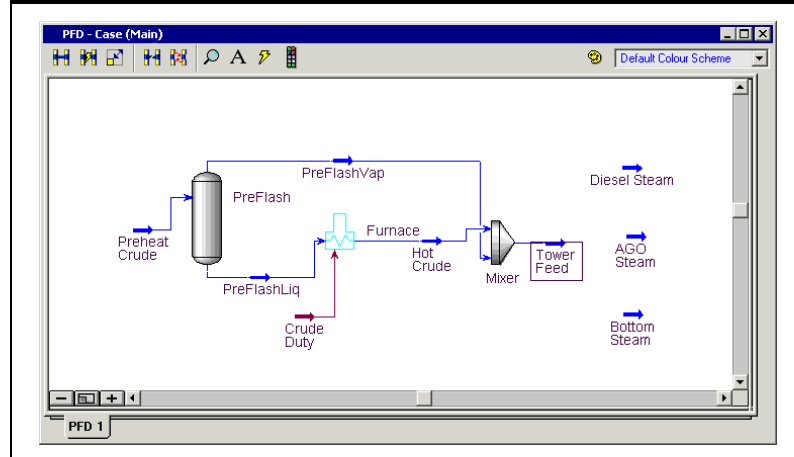 PFD - Case (Main)
A
Default Colour Scheme
PreFlashVap
Diesel Steam
PreFlash
Furnace
Preheat
Crude
Hot
Crude
Tower
Feed
AGO
Steam
Mixer
PreFlashLiq
Crude
Duty
Bottom
Steam
PFD 1